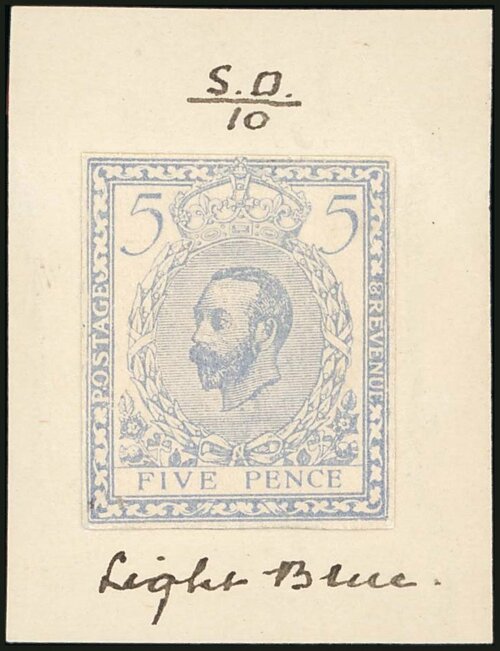 S.O.
10
5 5
POSTAGE
& REVENUE
FIVE PENCE
Light Blue.